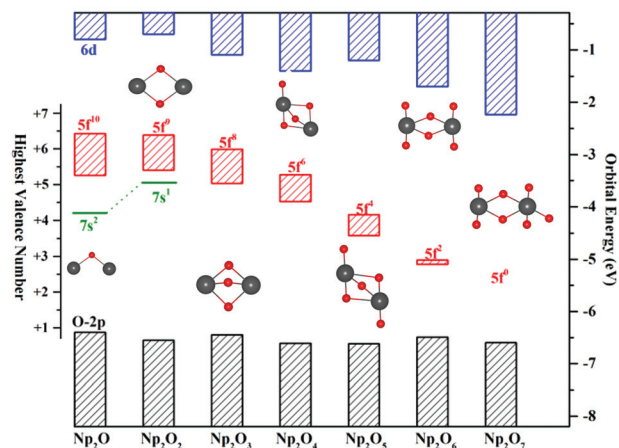 6d
-1
-2
-3
-4
-5
-6
-7
-8
Orbital Energy (eV)
+7
+6
+5
+4
+3
+2
+1
Highest Valence Number
5f¹⁰
5f⁹
5f⁸
5f⁶
5f⁴
5f²
5f⁰
7s²
7s¹
O-2p
Np₂O
Np₂O₂
Np₂O₃
Np₂O₄
Np₂O₅
Np₂O₆
Np₂O₇